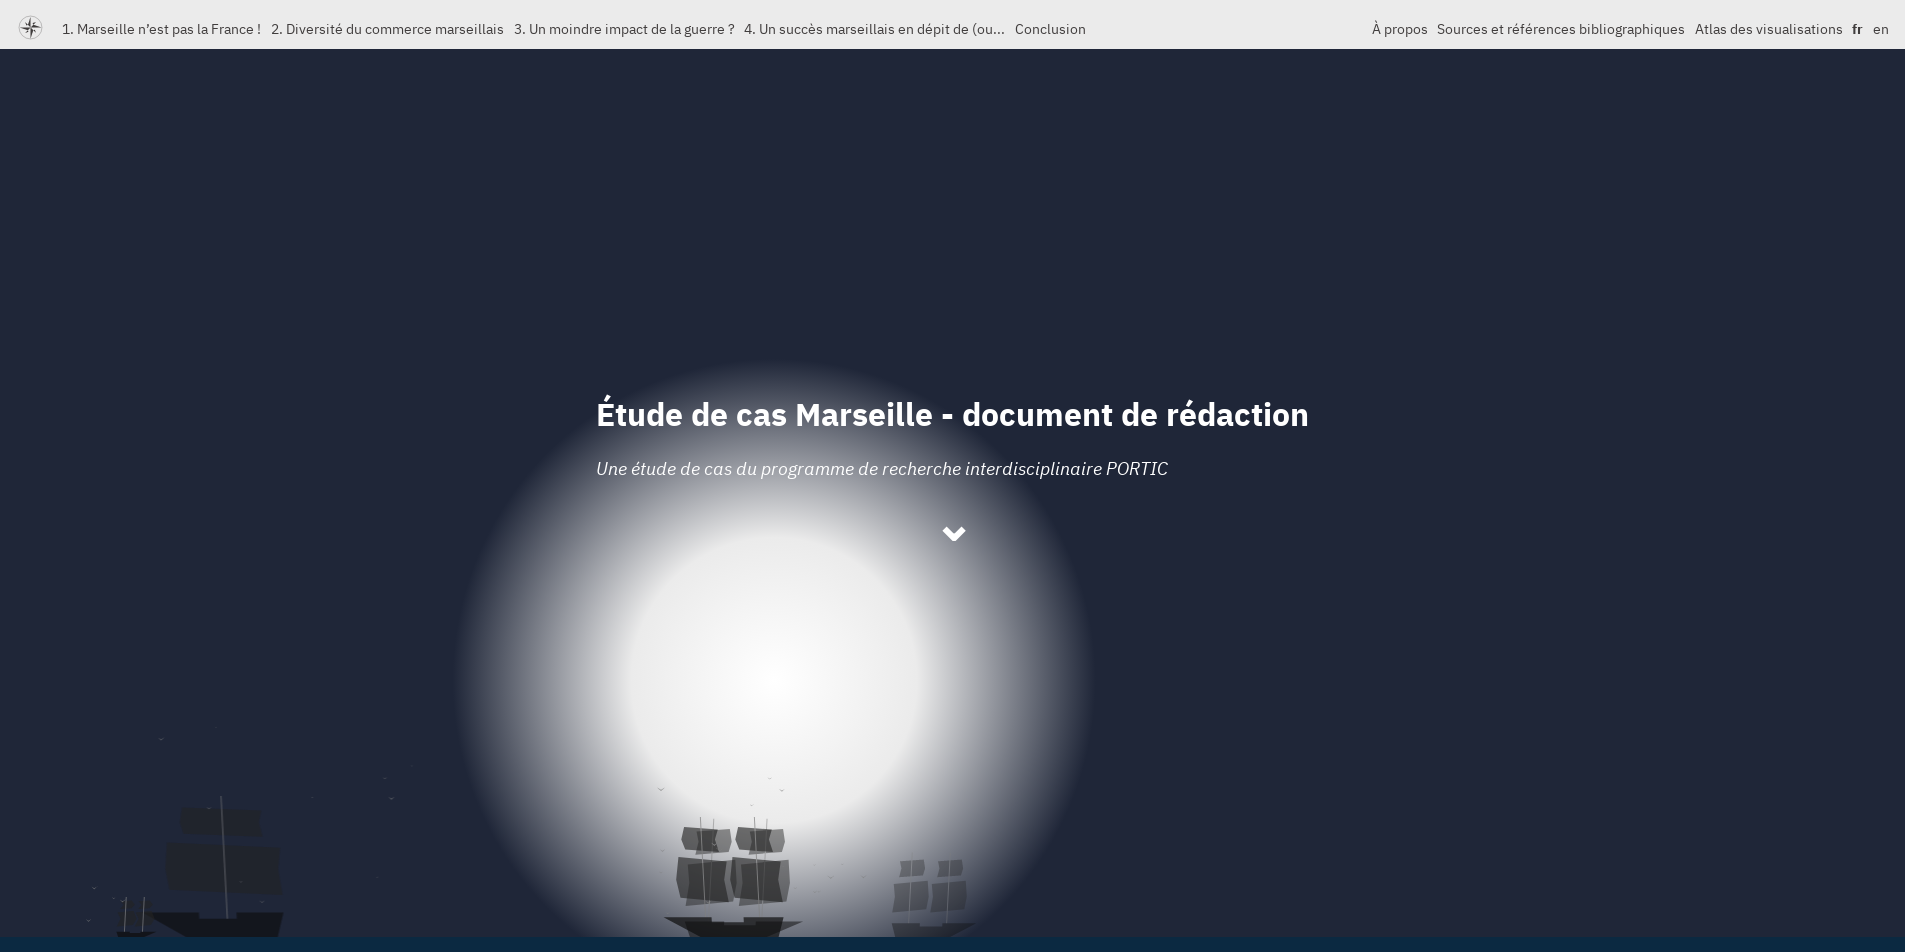 1. Marseille n’est pas la France ! 2. Diversité du commerce marseillais 3. Un moindre impact de la guerre ? 4. Un succès marseillais en dépit de (ou... Conclusion À propos Sources et références bibliographiques Atlas des visualisations fr en
Étude de cas Marseille - document de rédaction
Une étude de cas du programme de recherche interdisciplinaire PORTIC